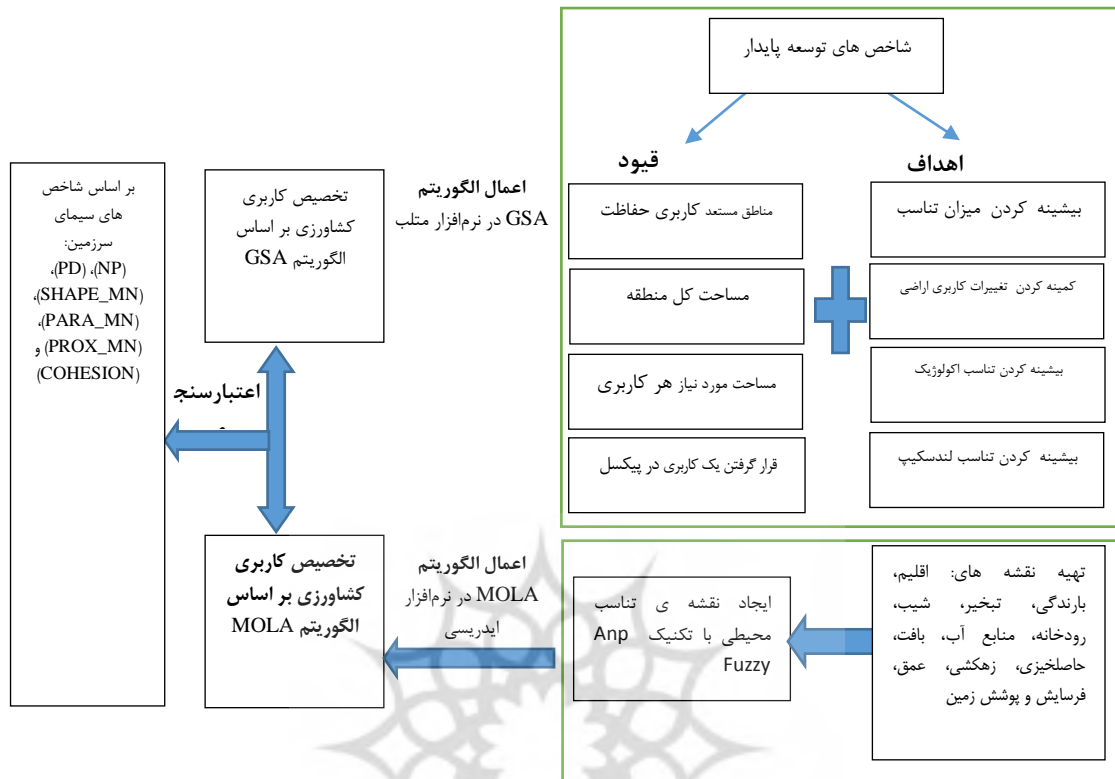 شاخص های توسعه پایدار
اهداف
قیود
بیشینه کردن میزان تناسب
کمینه کردن تغییرات کاربری اراضی
بیشینه کردن تناسب اکولوژیک
بیشینه کردن تناسب لندسکیپ
مناطق مستعد کاربری حفاظت
مساحت کل منطقه
مساحت مورد نیاز هر کاربری
قرار گرفتن یک کاربری در پیکسل
اعمال الگوریتم
GSA در نرم‌افزار متلب
تخصیص کاربری
کشاورزی بر اساس
الگوریتم GSA
بر اساس شاخص
های سیمای
سرزمین:
(NP)، (PD)،
(SHAPE_MN)،
(PARA_MN)،
(PROX_MN) و
(COHESION)
اعتبارسنج
تهیه نقشه های: اقلیم،
بارندگی، تبخیر، شیب،
رودخانه، منابع آب، بافت،
حاصلخیزی، زهکشی، عمق،
فرسایش و پوشش زمین
ایجاد نقشه ی تناسب
محیطی با تکنیک Anp
Fuzzy
اعمال الگوریتم
MOLA در نرم‌افزار
ایدریسی
تخصیص کاربری
کشاورزی بر اساس
الگوریتم MOLA